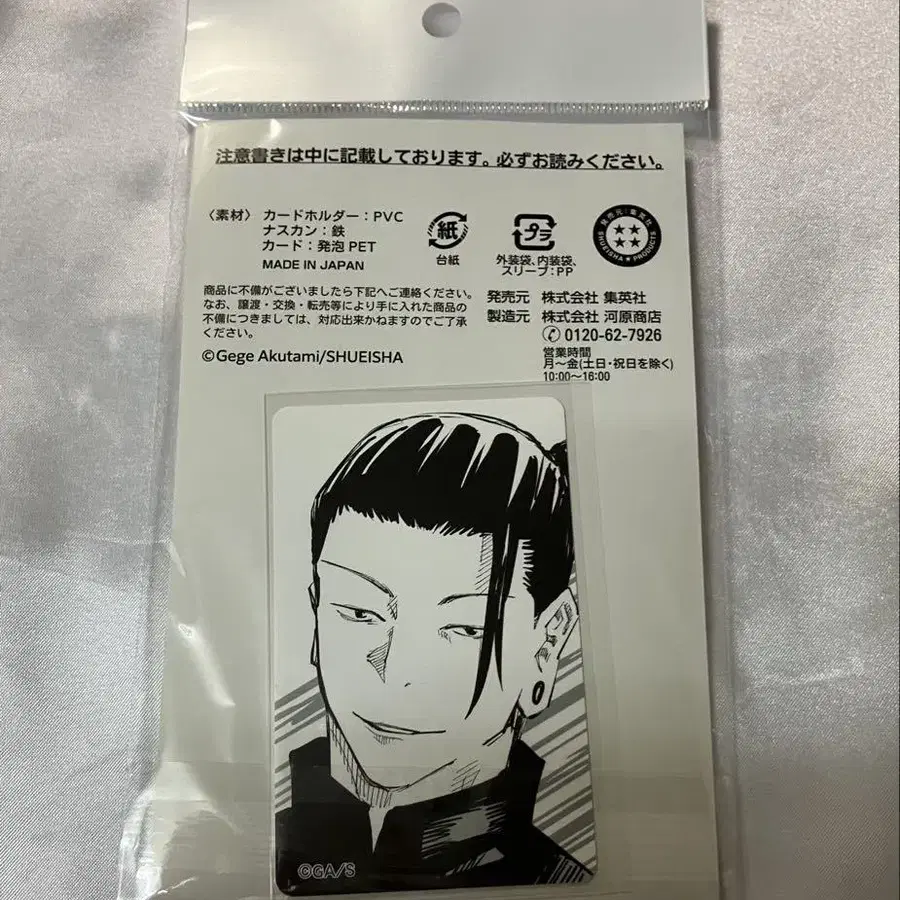 注意書きは中に記載しております。必ずお読みください。
〈素材〉 カードホルダー：PVC
ナスカン：鉄
カード：発泡PET
MADE IN JAPAN
紙
台紙
プラ
外装袋、内装袋、
スリーブ：PP
発売元：集英社
SHUEISHA PRODUCTS
商品に不備がございましたら下記へご連絡ください。
なお、譲渡・交換・転売等により手に入れた商品の
不備につきましては、対応出来かねますのでご了承
ください。
©Gege Akutami/SHUEISHA
発売元 株式会社 集英社
製造元 株式会社 河原商店
0120-62-7926
営業時間
月～金(土日・祝日を除く)
10:00～16:00
©GA/S